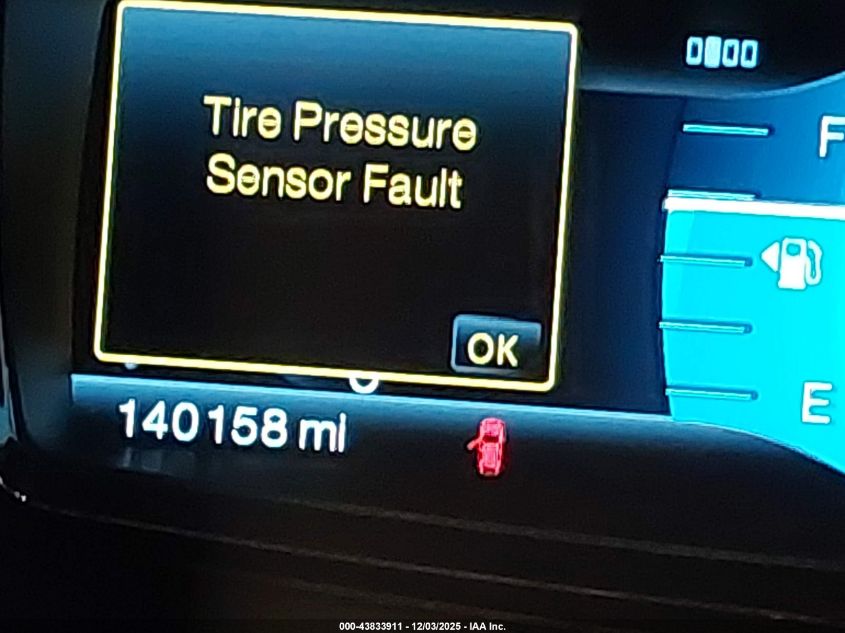 Tire Pressure
Sensor Fault
OK
F
E
140158 mi
000-43833911 - 12/03/2025 - IAA Inc.